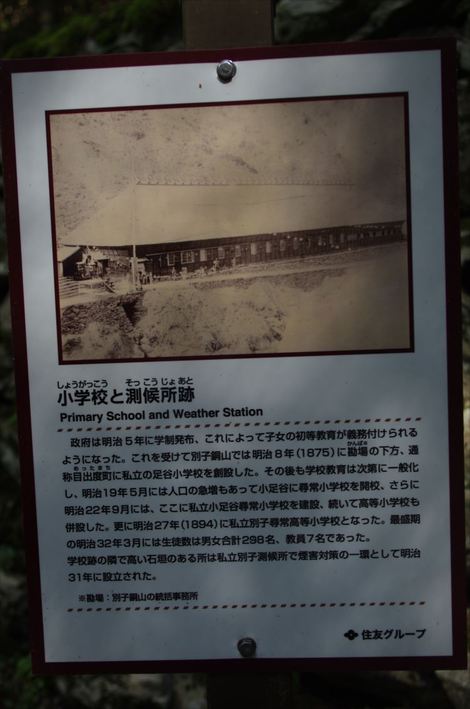 しょうがっこう そっこうじょあと
小学校と測候所跡
Primary School and Weather Station
政府は明治5年に学制発布、これによって子女の初等教育が義務付けられる
かんば
ようになった。これを受けて別子銅山では明治8年(1875)に勘場の下方、通
めったまち
称目出度町に私立の足谷小学校を創設した。その後も学校教育は次第に一般化
し、明治19年5月には人口の急増もあって小足谷に尋常小学校を開校、さらに
明治22年9月には、ここに私立小足谷尋常小学校を建設、続いて高等小学校も
併設した。更に明治27年(1894)に私立別子尋常高等小学校となった。最盛期
の明治32年3月には生徒数は男女合計298名、教員7名であった。
学校跡の隣で高い石垣のある所は私立別子測候所で煙害対策の一環として明治
31年に設立された。
※勘場：別子銅山の統括事務所
住友グループ